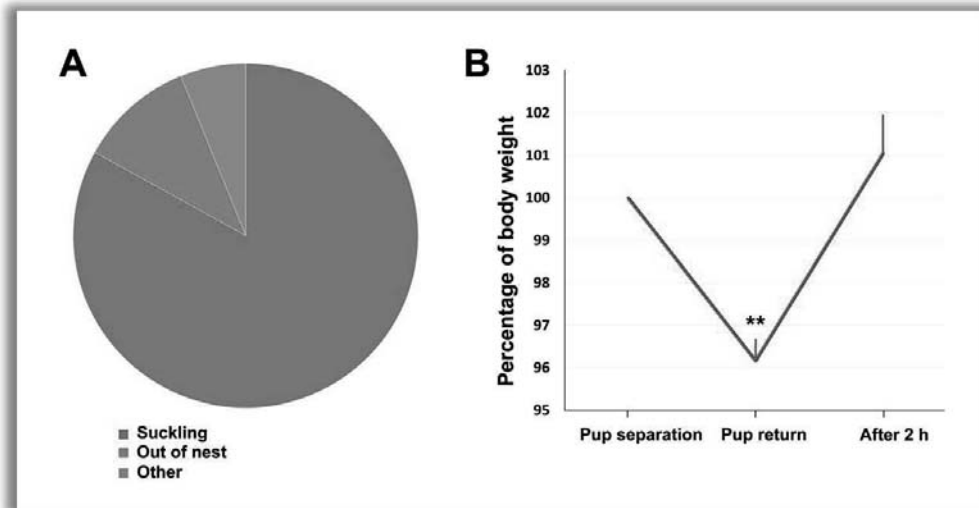 A
Suckling
Out of nest
Other
B
Percentage of body weight
103
102
101
100
99
98
97
96
95
**
Pup separation Pup return After 2 h